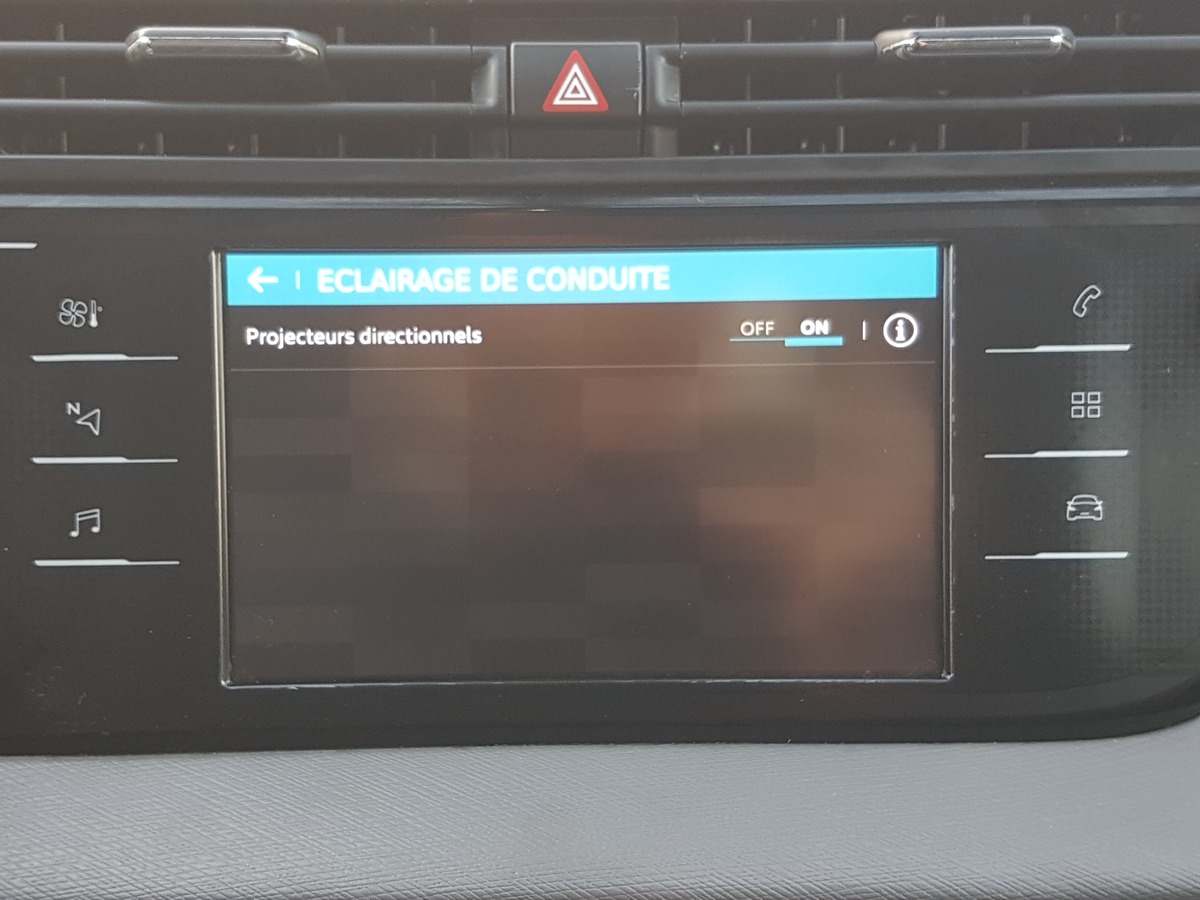 ECLAIRAGE DE CONDUITE
Projecteurs directionnels OFF ON
N